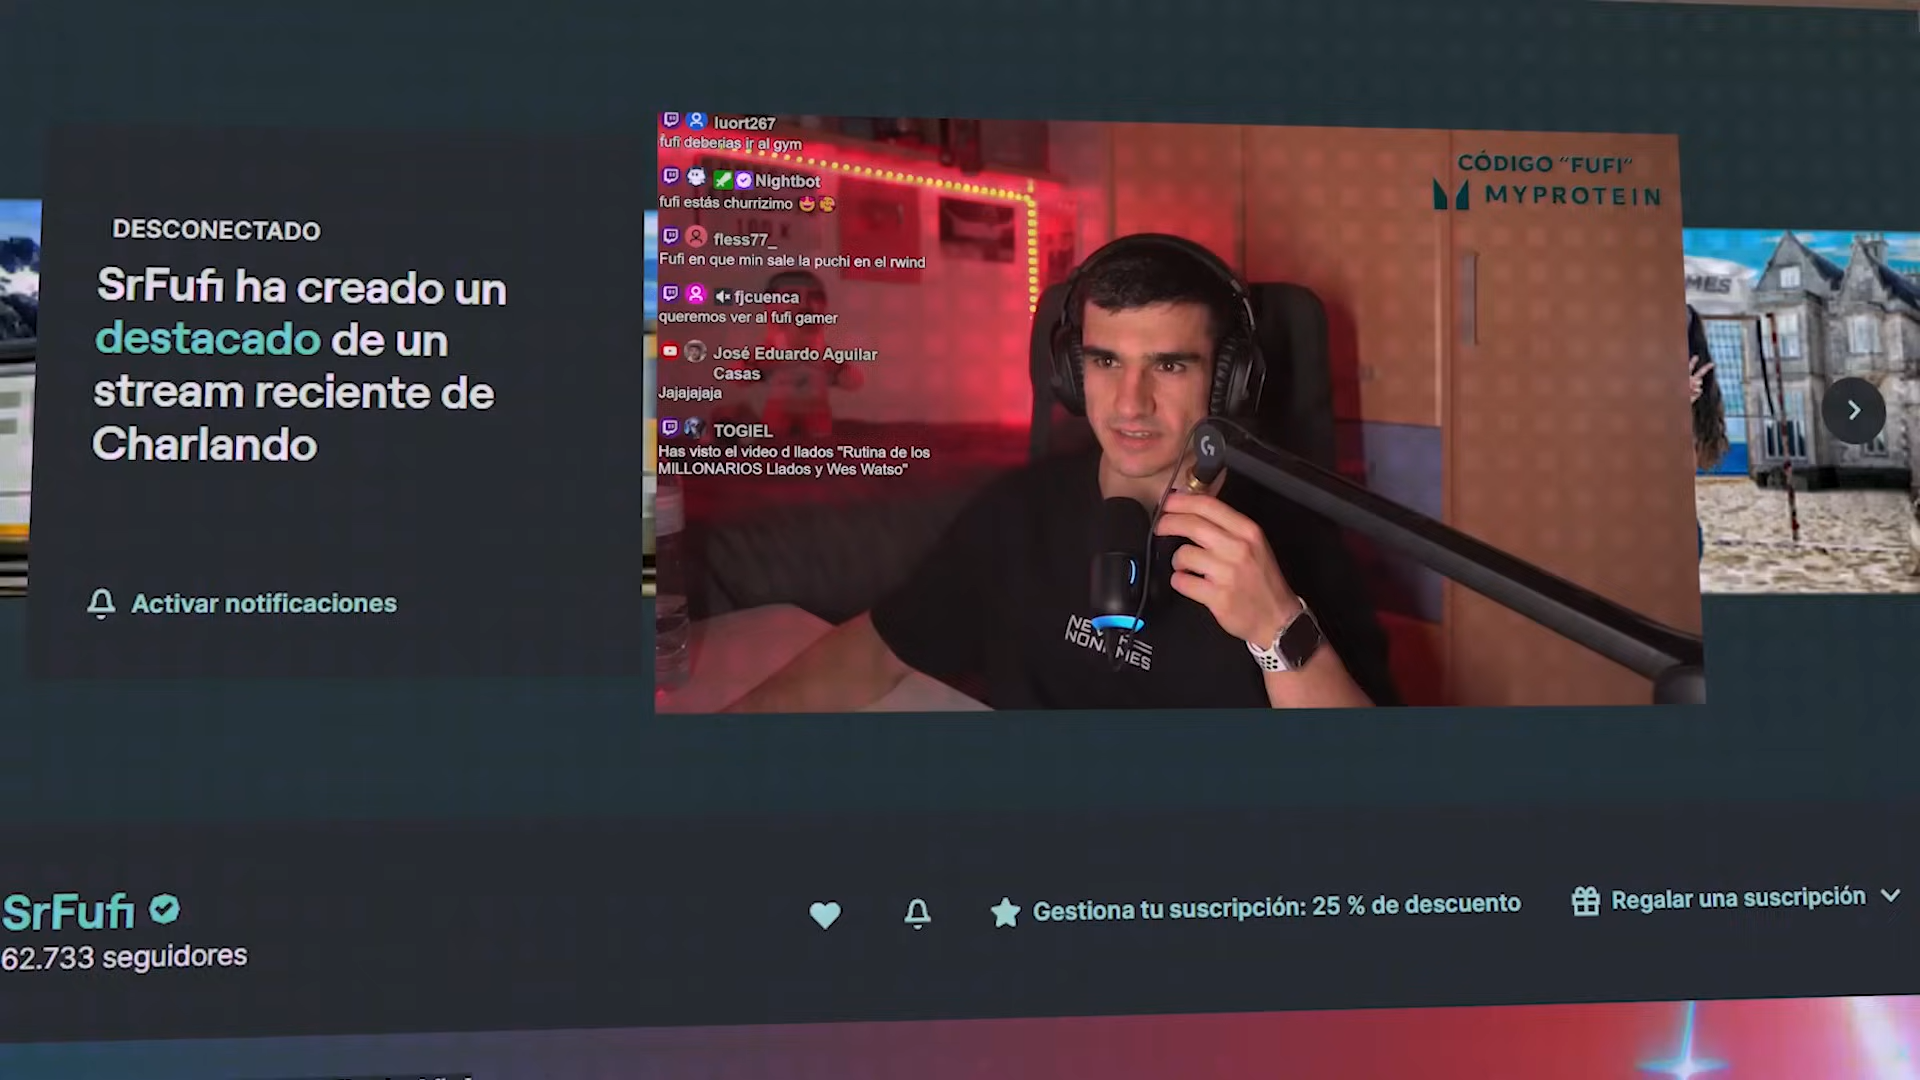 DESCONECTADO
SrFufi ha creado un
destacado de un
stream reciente de
Charlando
Activar notificaciones
luort267
fufi deberias ir al gym
Nightbot
fufi estás churrizimo
fless77_
Fufi en que min sale la puchi en el rwind
fjcuenca
queremos ver al fufi gamer
José Eduardo Aguilar
Casas
Jajajajaja
TOGIEL
Has visto el video d llados "Rutina de los
MILLONARIOS Llados y Wes Watso"
CÓDIGO "FUFI"
MYPROTEIN
SrFufi
62.733 seguidores
Gestiona tu suscripción: 25 % de descuento
Regalar una suscripción